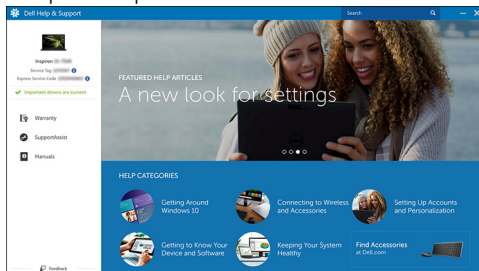 Dell Help & Support
Search
Inspiron
Service Tag
Express Service Code
Important drivers are current
Warranty
SupportAssist
Manuals
Feedback
FEATURED HELP ARTICLES
A new look for settings
HELP CATEGORIES
Getting Around
Windows 10
Connecting to Wireless
and Accessories
Setting Up Accounts
and Personalization
Getting to Know Your
Device and Software
Keeping Your System
Healthy
Find Accessories
at Dell.com